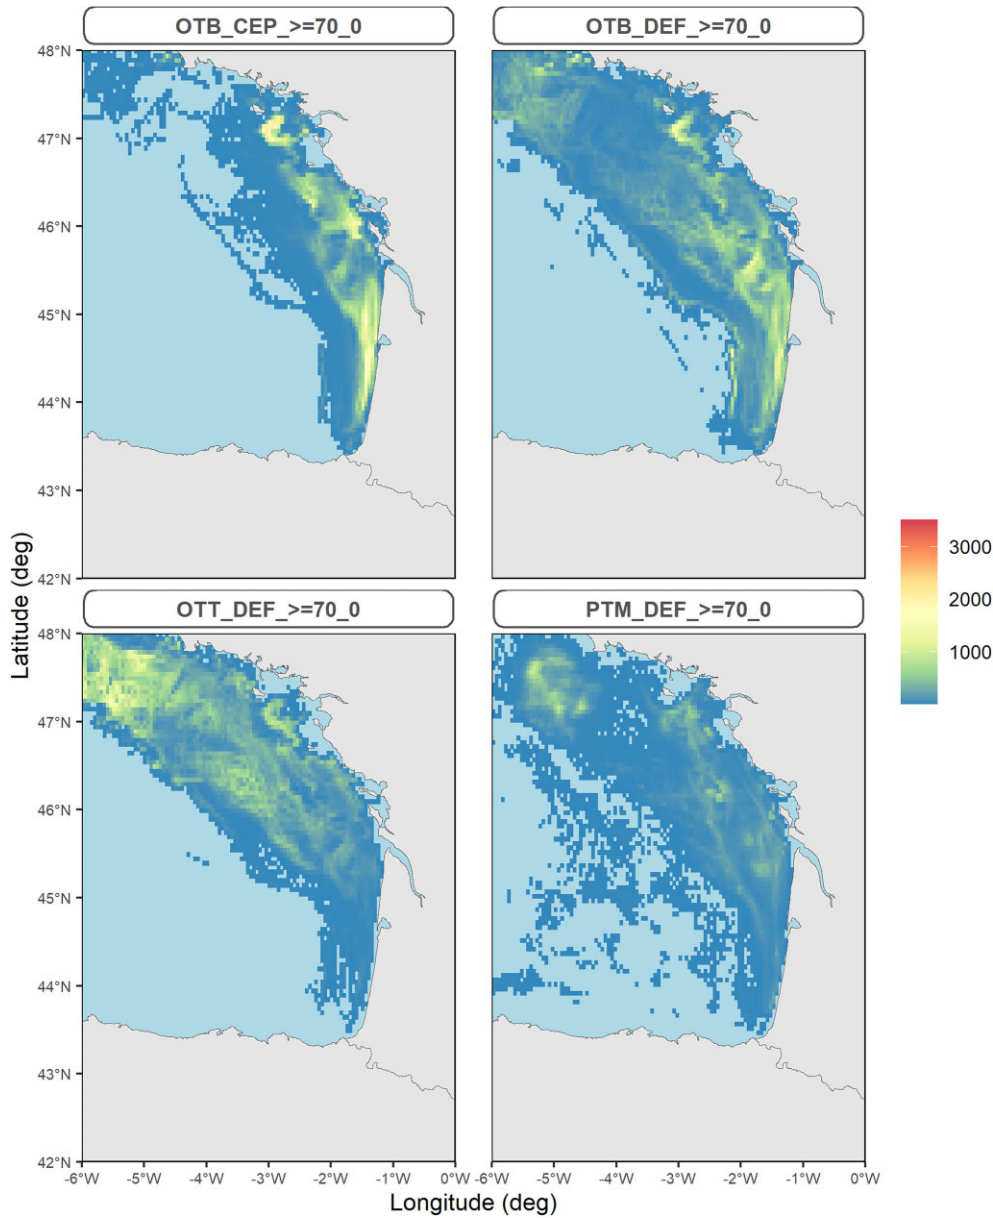 OTB_CEP_>=70_0
OTB_DEF_>=70_0
48°N
47°N
46°N
45°N
44°N
43°N
42°N
OTT_DEF_>=70_0
PTM_DEF_>=70_0
48°N
47°N
46°N
45°N
44°N
43°N
42°N
Latitude (deg)
-6°W -5°W -4°W -3°W -2°W -1°W 0°W
-6°W -5°W -4°W -3°W -2°W -1°W 0°W
Longitude (deg)
3000
2000
1000